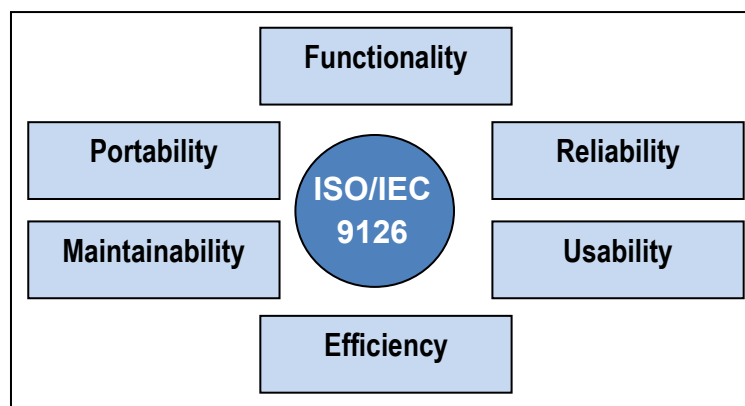 Functionality
Portability
Reliability
ISO/IEC
9126
Maintainability
Usability
Efficiency